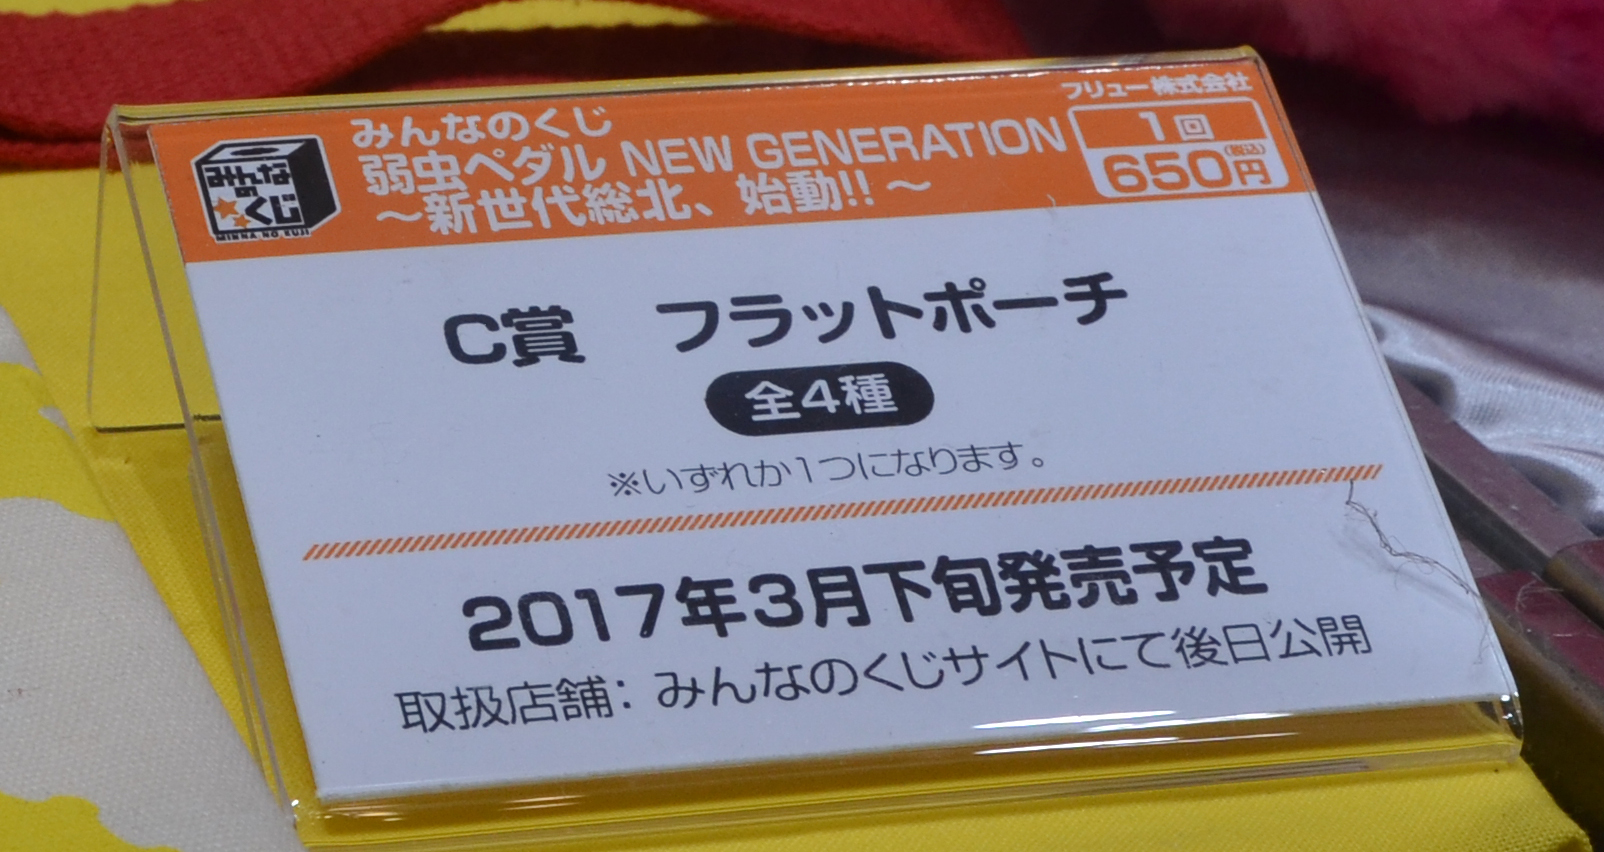 フリュー株式会社
みんなのくじ
弱虫ペダル NEW GENERATION
～新世代総北、始動!!～
1回
650円(税込)
みんな
の
くじ
MINNA NO KUJI
C賞　フラットポーチ
全4種
※いずれか1つになります。
2017年3月下旬発売予定
取扱店舗：みんなのくじサイトにて後日公開